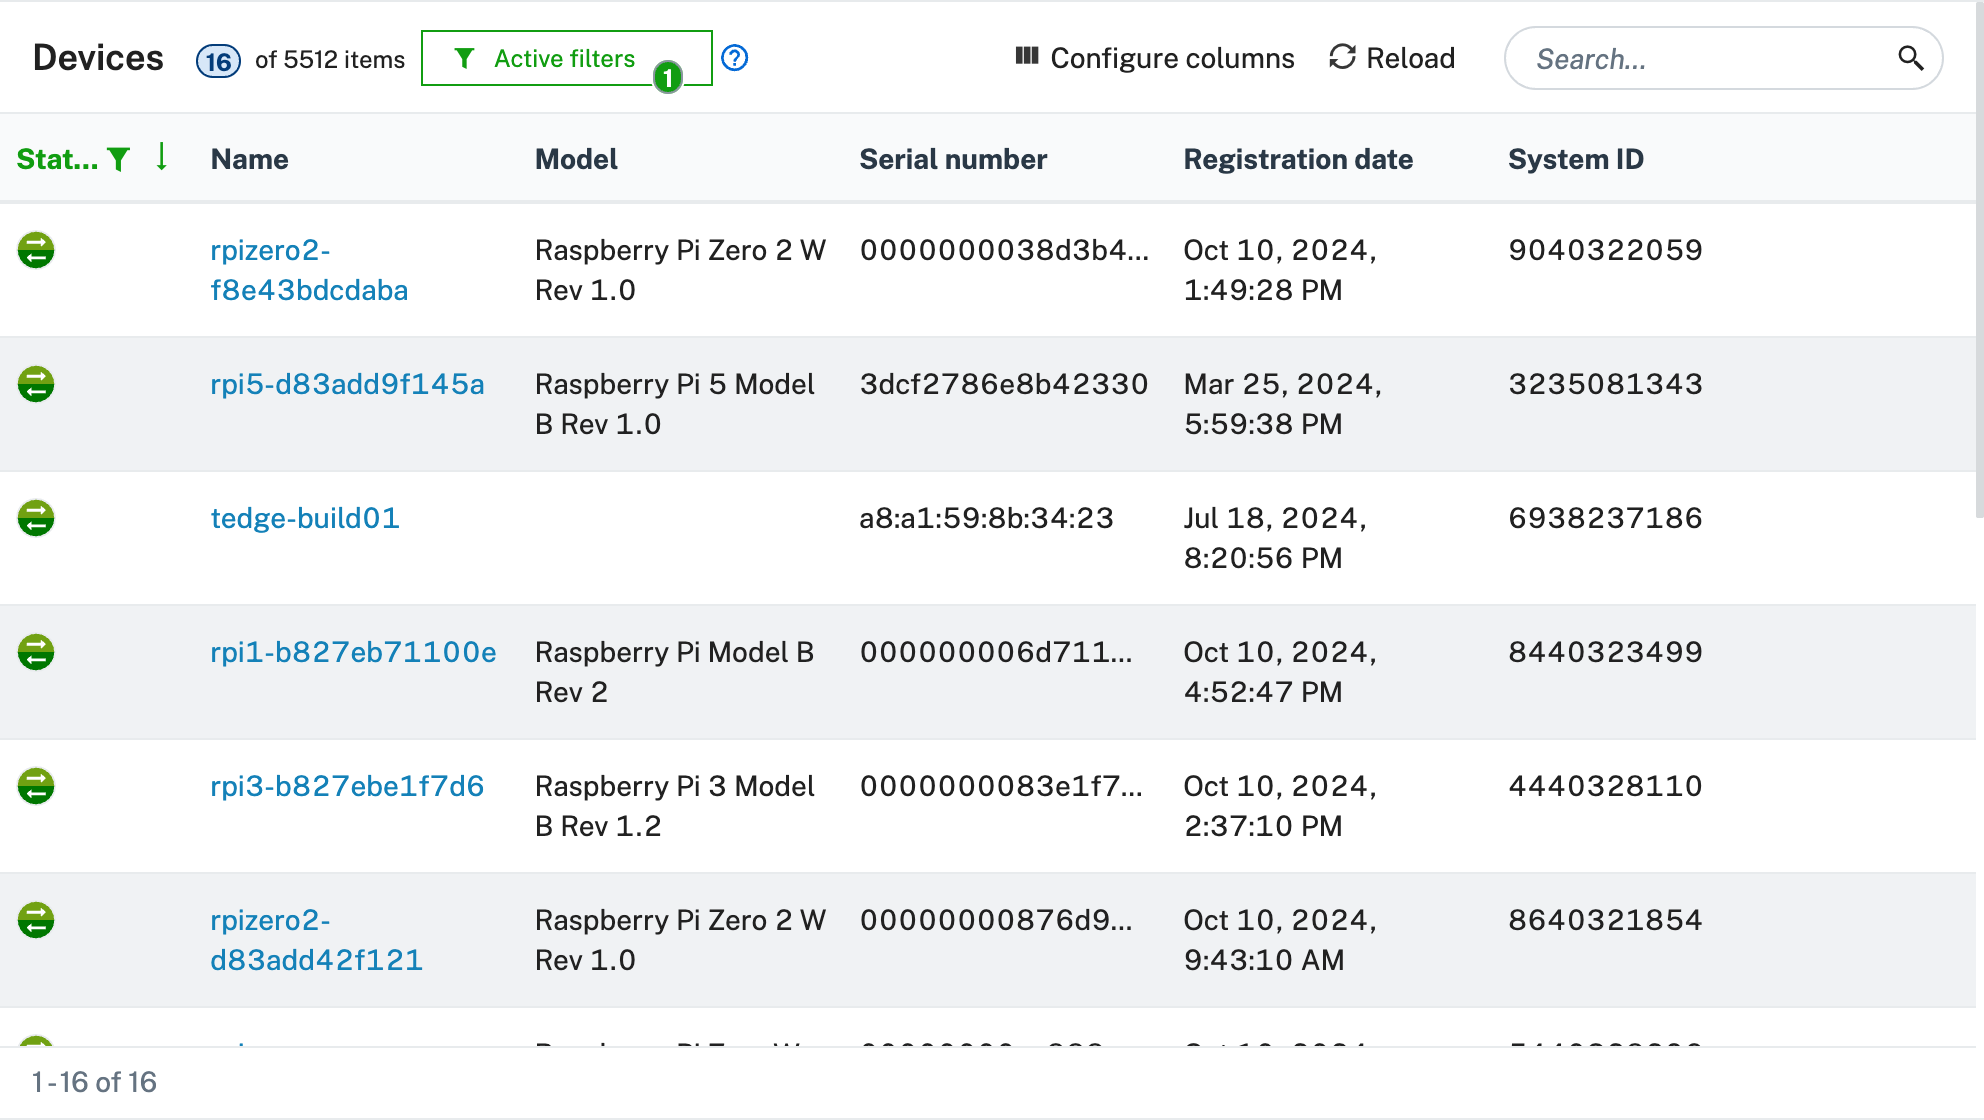 Devices 16 of 5512 items Active filters 1 ? Configure columns Reload Search...
Stat... Name Model Serial number Registration date System ID
rpizero2- Raspberry Pi Zero 2 W 0000000038d3b4... Oct 10, 2024, 9040322059
f8e43bdcdaba Rev 1.0 1:49:28 PM
rpi5-d83add9f145a Raspberry Pi 5 Model 3dcf2786e8b42330 Mar 25, 2024, 3235081343
B Rev 1.0 5:59:38 PM
tedge-build01 a8:a1:59:8b:34:23 Jul 18, 2024, 6938237186
8:20:56 PM
rpi1-b827eb71100e Raspberry Pi Model B 000000006d711... Oct 10, 2024, 8440323499
Rev 2 4:52:47 PM
rpi3-b827ebe1f7d6 Raspberry Pi 3 Model 0000000083e1f7... Oct 10, 2024, 4440328110
B Rev 1.2 2:37:10 PM
rpizero2- Raspberry Pi Zero 2 W 00000000876d9... Oct 10, 2024, 8640321854
d83add42f121 Rev 1.0 9:43:10 AM
1-16 of 16